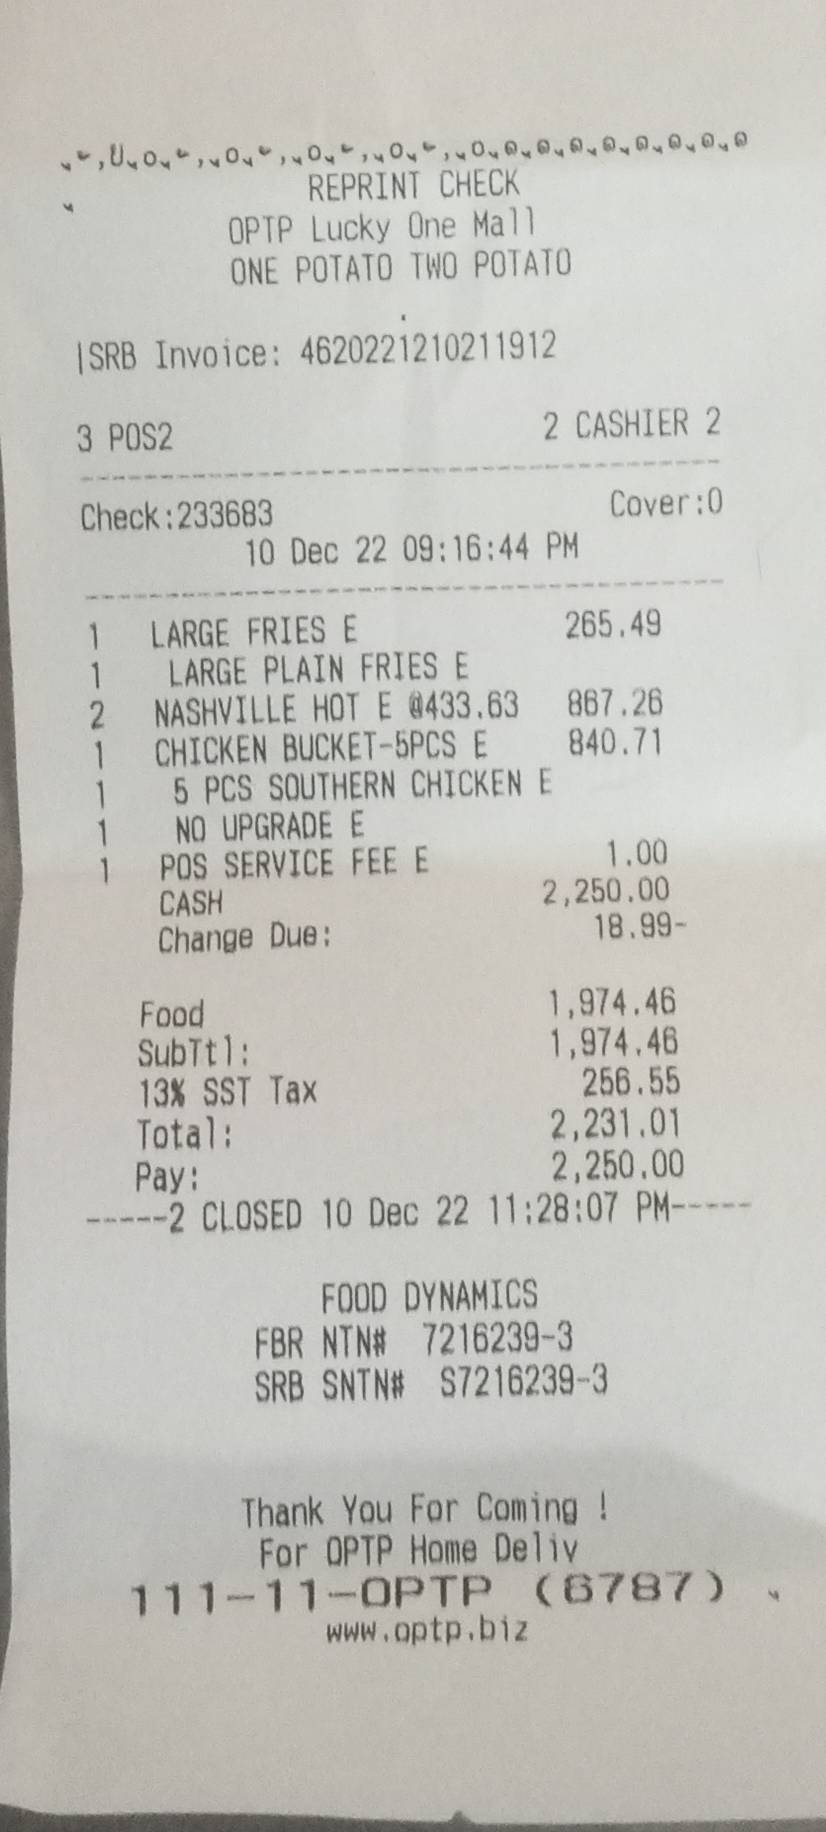 REPRINT CHECK
OPTP Lucky One Mall
ONE POTATO TWO POTATO
|SRB Invoice: 4620221210211912
3 POS2 2 CASHIER 2
Check:233683 Cover:0
10 Dec 22 09:16:44 PM
1 LARGE FRIES E 265.49
1 LARGE PLAIN FRIES E
2 NASHVILLE HOT E @433.63 867.26
1 CHICKEN BUCKET-5PCS E 840.71
1 5 PCS SOUTHERN CHICKEN E
1 NO UPGRADE E
1 POS SERVICE FEE E 1.00
CASH 2,250.00
Change Due: 18.99-
Food 1,974.46
SubTtl: 1,974.46
13% SST Tax 256.55
Total: 2,231.01
Pay: 2,250.00
-----2 CLOSED 10 Dec 22 11:28:07 PM-----
FOOD DYNAMICS
FBR NTN# 7216239-3
SRB SNTN# S7216239-3
Thank You For Coming !
For OPTP Home Deliv
111-11-OPTP (6787)
www.optp.biz